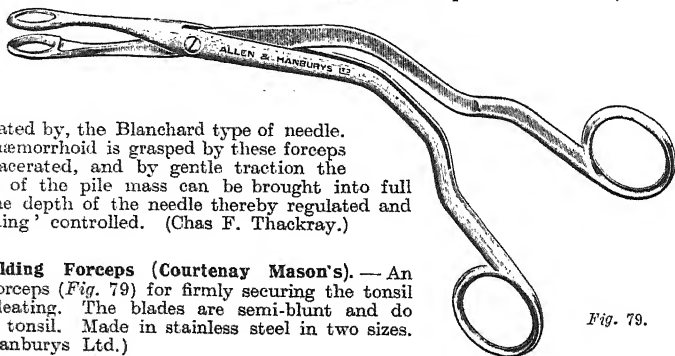 ALLEN & HANBURYS LTD
ated by, the Blanchard type of needle.
æmorrhoid is grasped by these forceps
acerated, and by gentle traction the
of the pile mass can be brought into full
e depth of the needle thereby regulated and
ing ' controlled. (Chas F. Thackray.)
lding Forceps (Courtenay Mason's). — An
orceps (Fig. 79) for firmly securing the tonsil
leating. The blades are semi-blunt and do
tonsil. Made in stainless steel in two sizes.
anburys Ltd.)
Fig. 79.